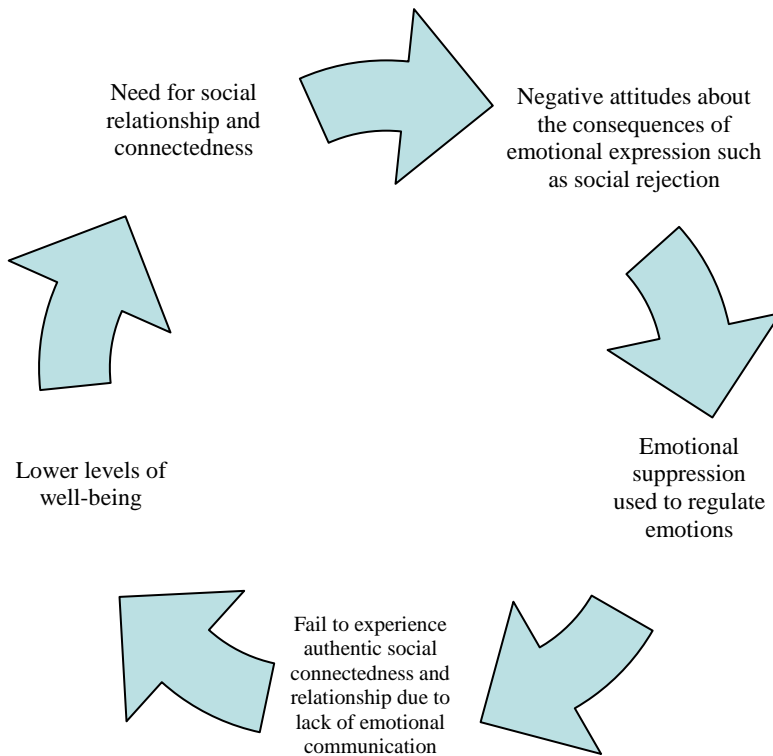 Need for social
relationship and
connectedness
Negative attitudes about
the consequences of
emotional expression such
as social rejection
Emotional
suppression
used to regulate
emotions
Fail to experience
authentic social
connectedness and
relationship due to
lack of emotional
communication
Lower levels of
well-being